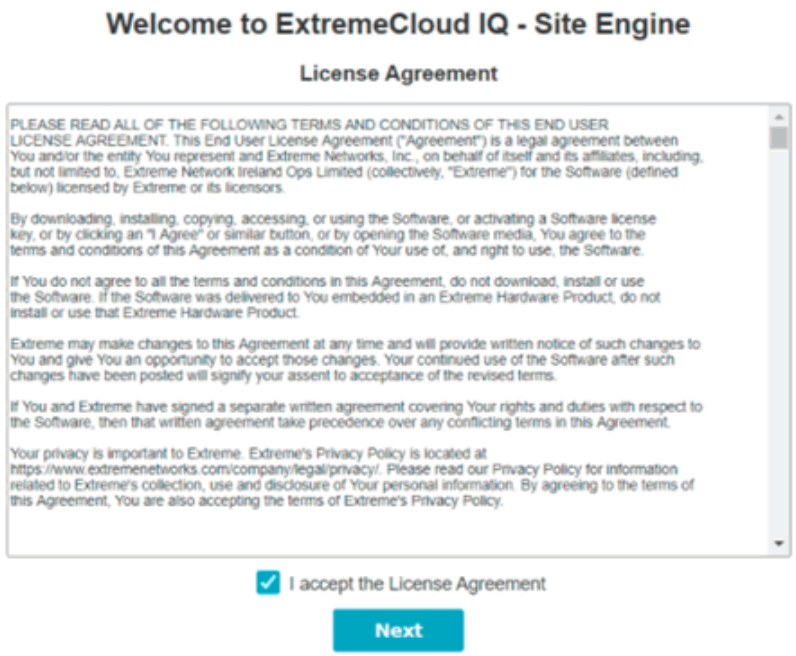 Welcome to ExtremeCloud IQ - Site Engine
License Agreement
PLEASE READ ALL OF THE FOLLOWING TERMS AND CONDITIONS OF THIS END USER
LICENSE AGREEMENT. This End User License Agreement ("Agreement") is a legal agreement between
You and/or the entity You represent and Extreme Networks, Inc., on behalf of itself and its affiliates, including,
but not limited to, Extreme Network Ireland Ops Limited (collectively, "Extreme") for the Software (defined
below) licensed by Extreme or its licensors.
By downloading, installing, copying, accessing, or using the Software, or activating a Software license
key, or by clicking an "I Agree" or similar button, or by opening the Software media, You agree to the
terms and conditions of this Agreement as a condition of Your use of, and right to use, the Software.
If You do not agree to all the terms and conditions in this Agreement, do not download, install or use
the Software. If the Software was delivered to You embedded in an Extreme Hardware Product, do not
install or use that Extreme Hardware Product.
Extreme may make changes to this Agreement at any time and will provide written notice of such changes to
You and give You an opportunity to accept those changes. Your continued use of the Software after such
changes have been posted will signify your assent to acceptance of the revised terms.
If You and Extreme have signed a separate written agreement covering Your rights and duties with respect to
the Software, then that written agreement take precedence over any conflicting terms in this Agreement.
Your privacy is important to Extreme. Extreme's Privacy Policy is located at
https://www.extremenetworks.com/company/legal/privacy/. Please read our Privacy Policy for information
related to Extreme's collection, use and disclosure of Your personal information. By agreeing to the terms of
this Agreement, You are also accepting the terms of Extreme's Privacy Policy.
I accept the License Agreement
Next